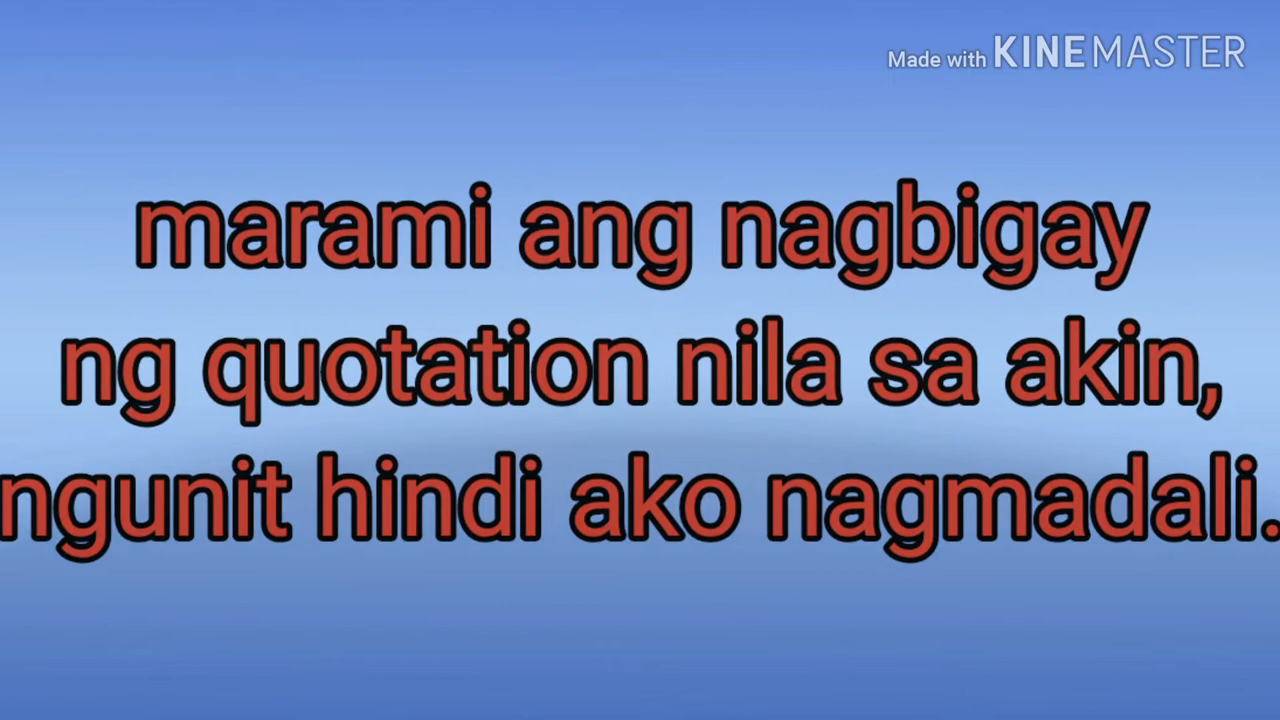 Made with KINEMASTER
marami ang nagbigay
ng quotation nila sa akin,
ngunit hindi ako nagmadali.